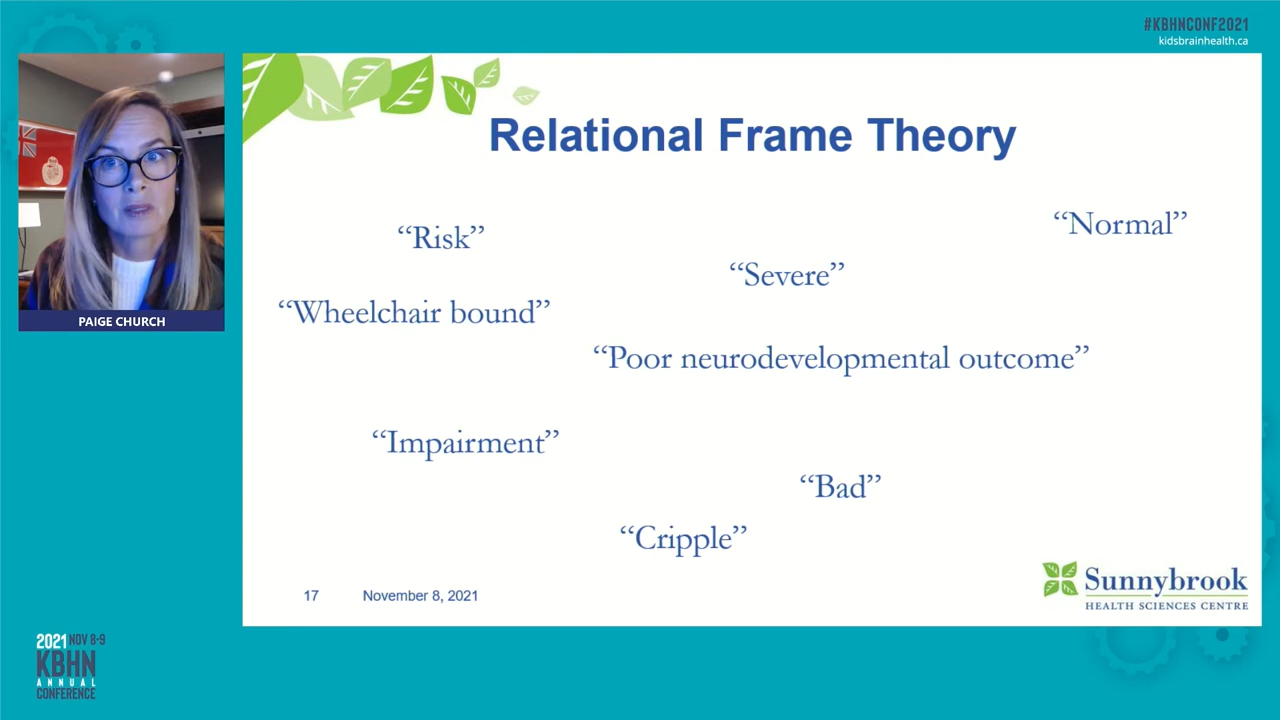 #KBHNCONF2021
kidsbrainhealth.ca
PAIGE CHURCH
Relational Frame Theory
“Risk”
“Normal”
“Severe”
“Wheelchair bound”
“Poor neurodevelopmental outcome”
“Impairment”
“Bad”
“Cripple”
17 November 8, 2021
Sunnybrook
HEALTH SCIENCES CENTRE
2021 NOV 8-9
KBHN
ANNUAL
CONFERENCE